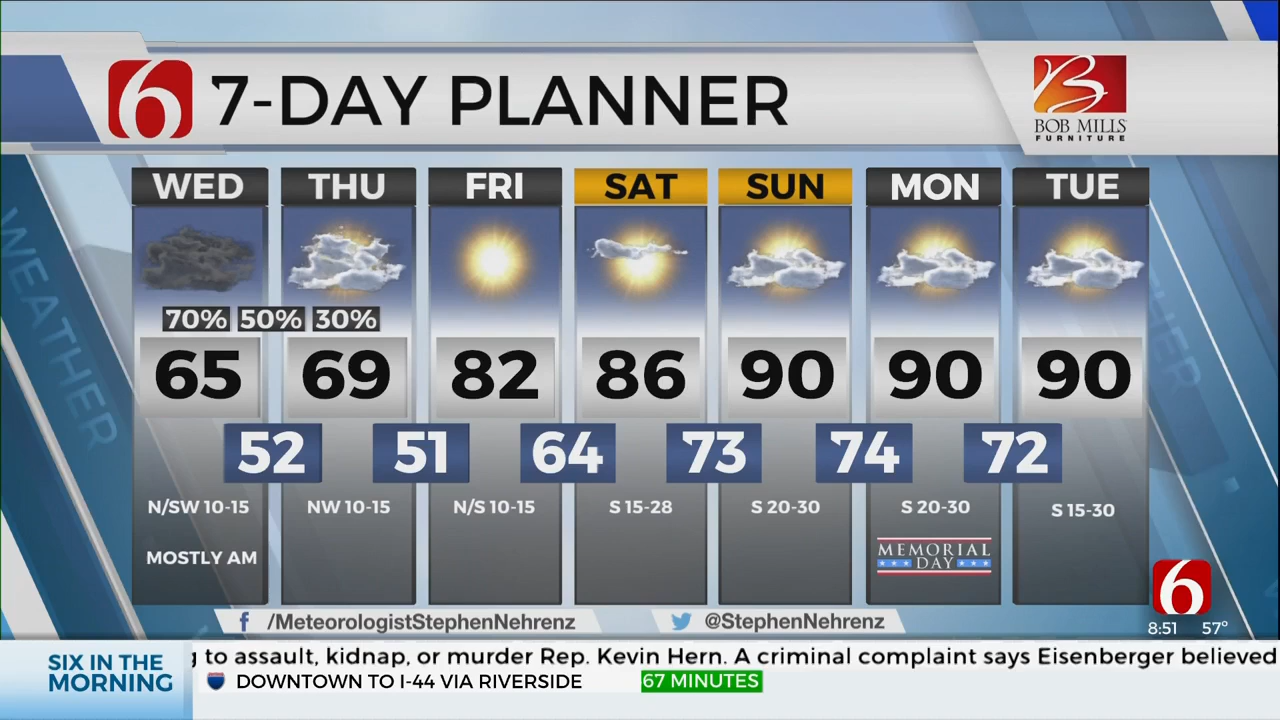 6 7-DAY PLANNER
B
BOB MILLS
FURNITURE
WED THU FRI SAT SUN MON TUE
70% 50% 30%
65 69 82 86 90 90 90
52 51 64 73 74 72
N/SW 10-15 NW 10-15 N/S 10-15 S 15-28 S 20-30 S 20-30 S 15-30
MOSTLY AM
MEMORIAL
DAY
WEATHER
6
8:51 57°
f /MeteorologistStephenNehrenz @StephenNehrenz
SIX IN THE
MORNING
to assault, kidnap, or murder Rep. Kevin Hern. A criminal complaint says Eisenberger believed
DOWNTOWN TO I-44 VIA RIVERSIDE 67 MINUTES